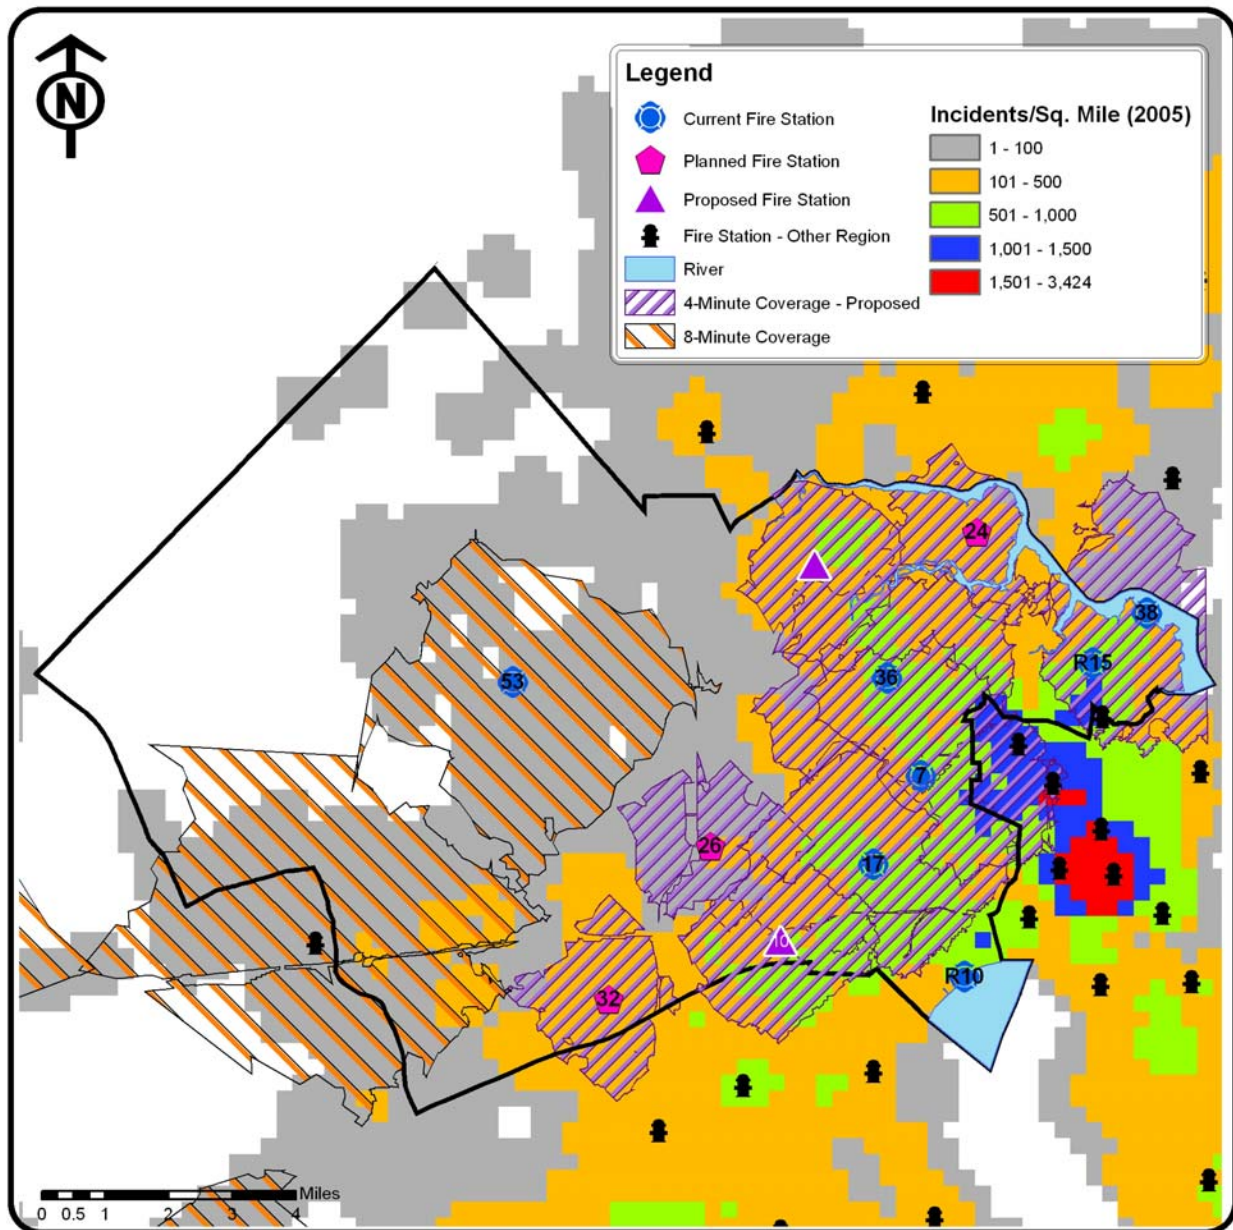 N
Legend
Current Fire Station
Planned Fire Station
Proposed Fire Station
Fire Station - Other Region
River
4-Minute Coverage - Proposed
8-Minute Coverage
Incidents/Sq. Mile (2005)
1 - 100
101 - 500
501 - 1,000
1,001 - 1,500
1,501 - 3,424
24
38
R15
36
53
7
26
17
10
R10
32
Miles
0 0.5 1 2 3 4